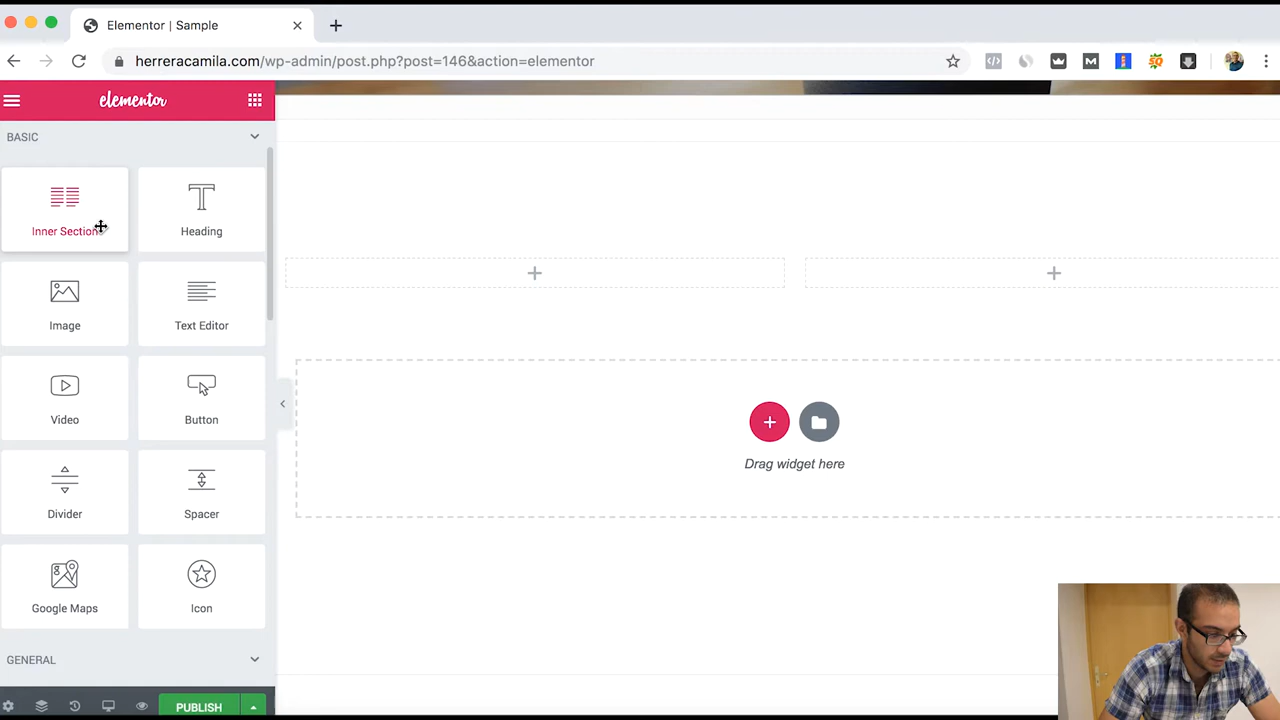 Elementor | Sample
herreracamila.com/wp-admin/post.php?post=146&action=elementor
elementor
BASIC
Inner Section
Heading
Image
Text Editor
Video
Button
Drag widget here
Divider
Spacer
Google Maps
Icon
GENERAL
PUBLISH